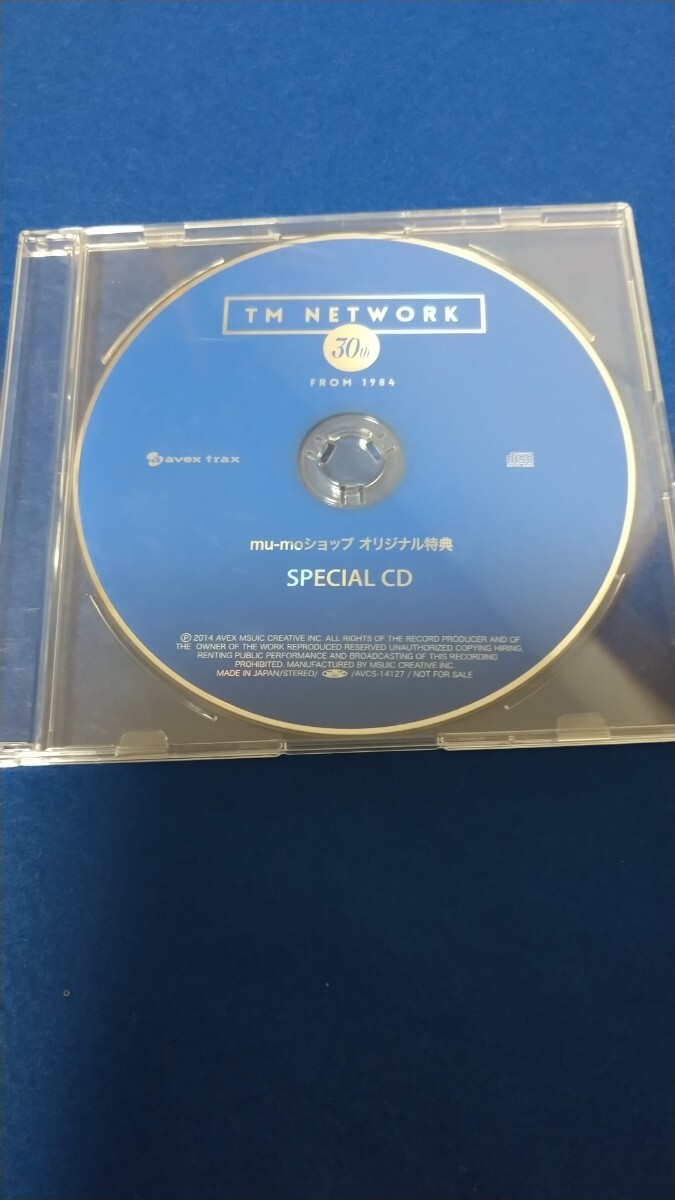 TM NETWORK
30th
FROM 1984
avex trax
mu-moショップ オリジナル特典
SPECIAL CD
Ⓟ 2014 AVEX MSUIC CREATIVE INC. ALL RIGHTS OF THE RECORD PRODUCER AND OF
THE OWNER OF THE WORK REPRODUCED RESERVED UNAUTHORIZED COPYING HIRING,
RENTING PUBLIC PERFORMANCE AND BROADCASTING OF THIS RECORDING
PROHIBITED. MANUFACTURED BY MSUIC CREATIVE INC.
MADE IN JAPAN/STEREO/ /AVCS-14127 / NOT FOR SALE